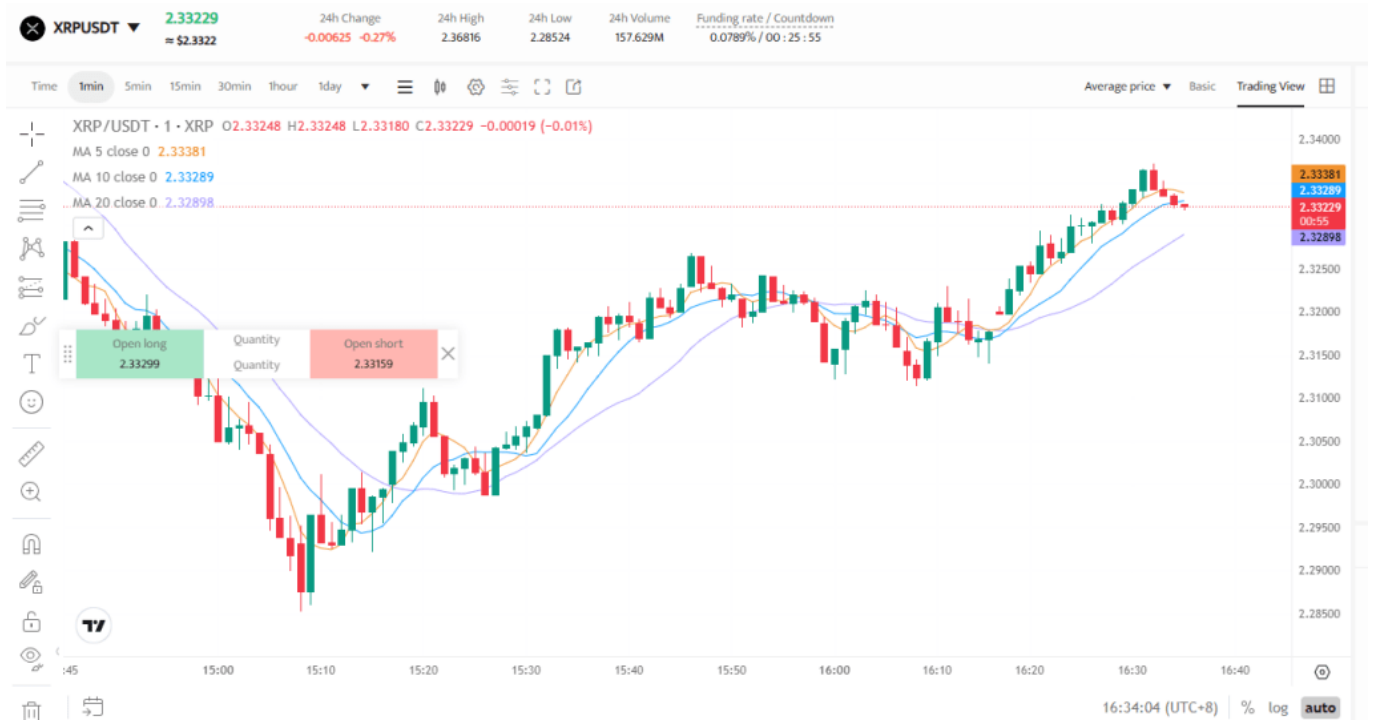 XRPUSDT
2.33229
≈ $2.3322
24h Change
-0.00625 -0.27%
24h High
2.36816
24h Low
2.28524
24h Volume
157.629M
Funding rate / Countdown
0.0789% / 00 : 25 : 55
Time 1min 5min 15min 30min 1hour 1day
Average price Basic Trading View
XRP/USDT · 1 · XRP O2.33248 H2.33248 L2.33180 C2.33229 −0.00019 (−0.01%)
MA 5 close 0 2.33381
MA 10 close 0 2.33289
MA 20 close 0 2.32898
Open long
2.33299
Quantity
Quantity
Open short
2.33159
2.34000
2.33381
2.33289
2.33229
00:55
2.32898
2.32500
2.32000
2.31500
2.31000
2.30500
2.30000
2.29500
2.29000
2.28500
:45 15:00 15:10 15:20 15:30 15:40 15:50 16:00 16:10 16:20 16:30 16:40
16:34:04 (UTC+8) % log auto